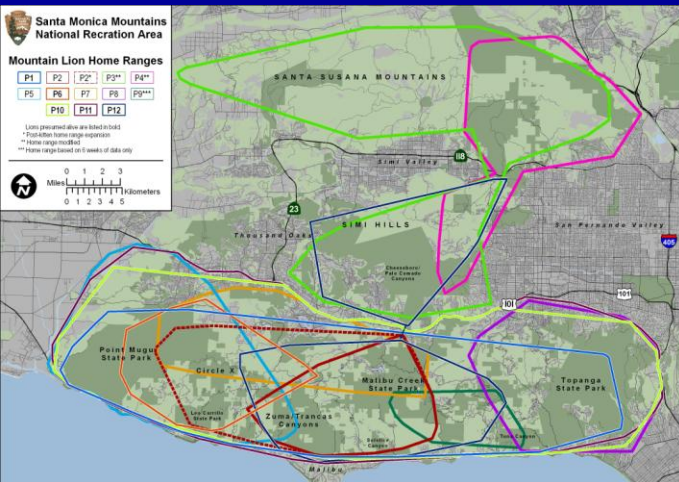 Santa Monica Mountains
National Recration Area
Mountain Lion Home Ranges
P1 P2 P2* P3** P4**
P5 P6 P7 P8 P9***
P10 P11 P12
Lions presumed alive are listed in bold.
* Post-kitten home range expansion
** Home range modified
*** Home range based on 6 weeks of data only
N
0 1 2 3
Miles
Kilometers
0 1 2 3 4 5
SANTA SUSANA MOUNTAINS
Simi Valley
118
23
Thousand Oaks
SIMI HILLS
San Fernando Valley
405
Cheeseboro/
Palo Comado
Canyons
101
101
Point Mugu
State Park
Circle X
Malibu Creek
State Park
Topanga
State Park
Leo Carrillo
State Park
Zuma/Trancas
Canyons
Solstice
Canyon
Tuna Canyon
Malibu